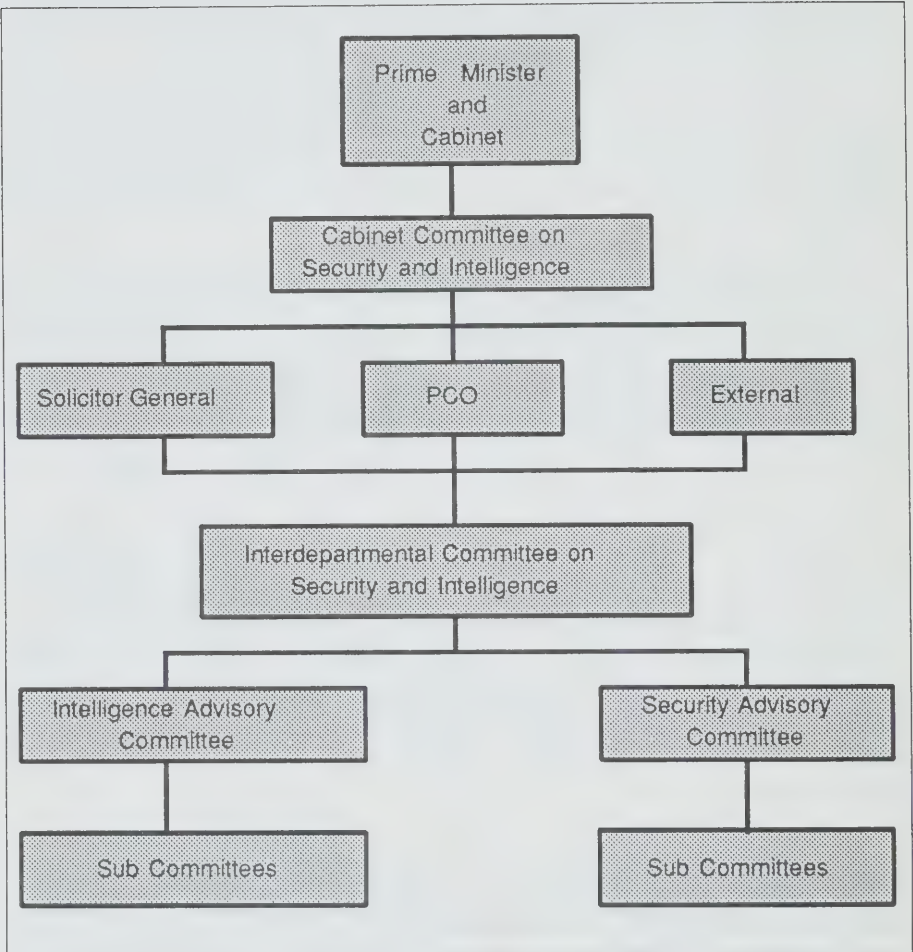 Prime Minister
and
Cabinet
Cabinet Committee on
Security and Intelligence
Solicitor General
PCO
External
Interdepartmental Committee on
Security and Intelligence
Intelligence Advisory
Committee
Security Advisory
Committee
Sub Committees
Sub Committees